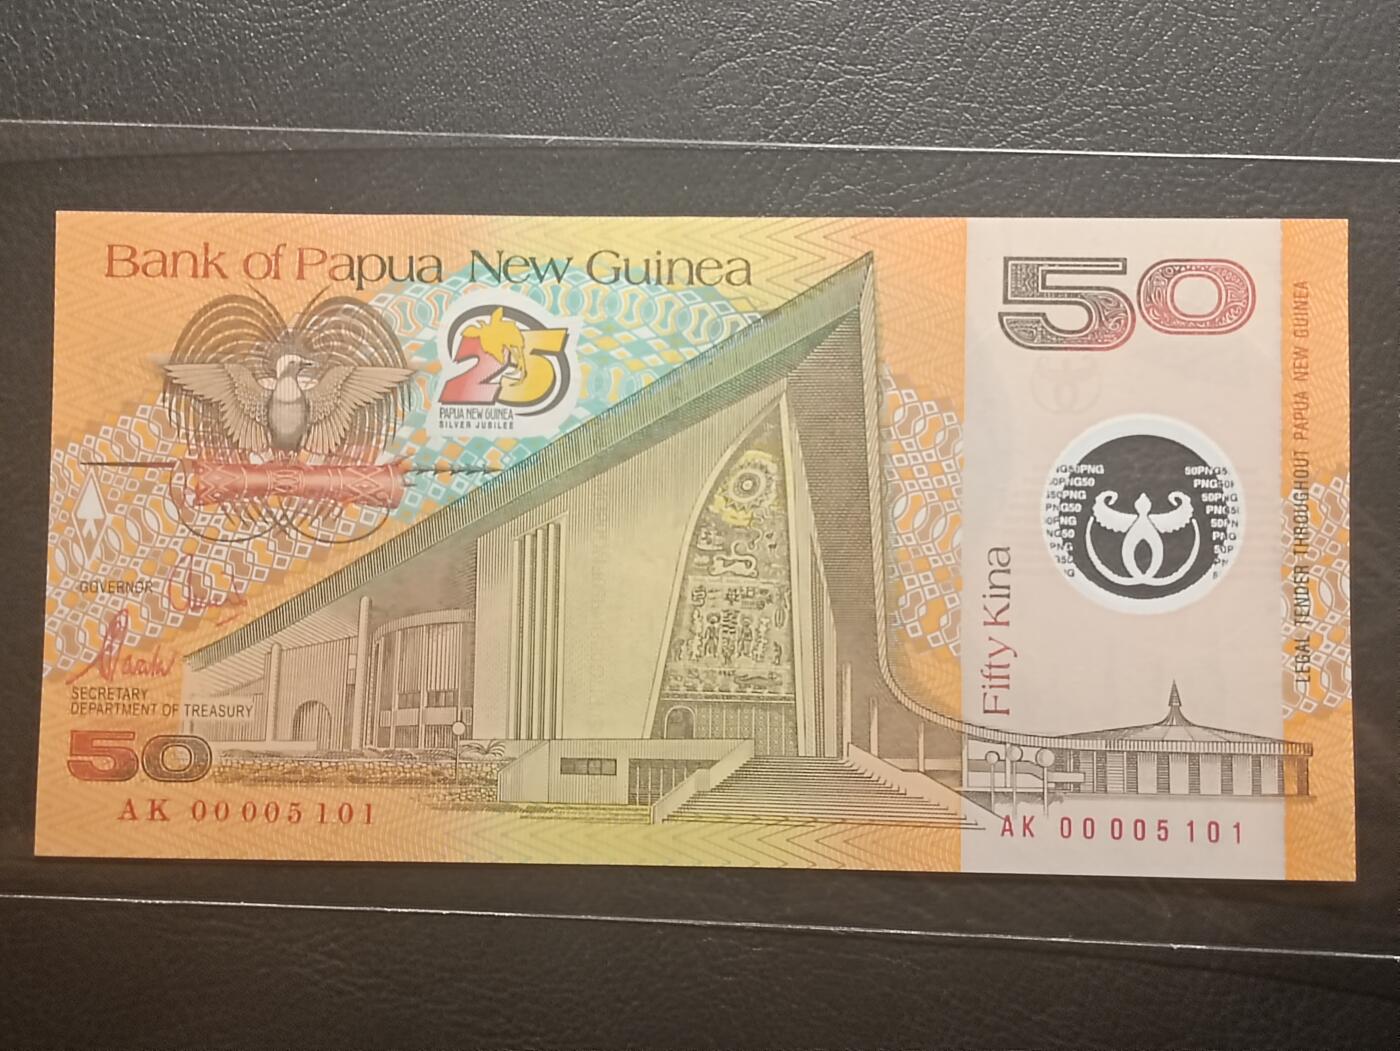 Bank of Papua New Guinea
50
25
PAPUA NEW GUINEA
SILVER JUBILEE
GOVERNOR
SECRETARY
DEPARTMENT OF TREASURY
50
AK 00005101
Fifty Kina
AK 00005101
LEGAL TENDER THROUGHOUT PAPUA NEW GUINEA